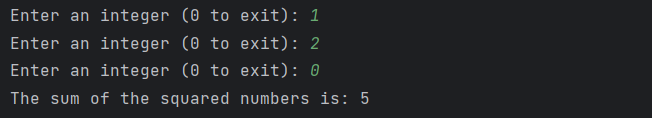 Enter an integer (0 to exit): 1
Enter an integer (0 to exit): 2
Enter an integer (0 to exit): 0
The sum of the squared numbers is: 5